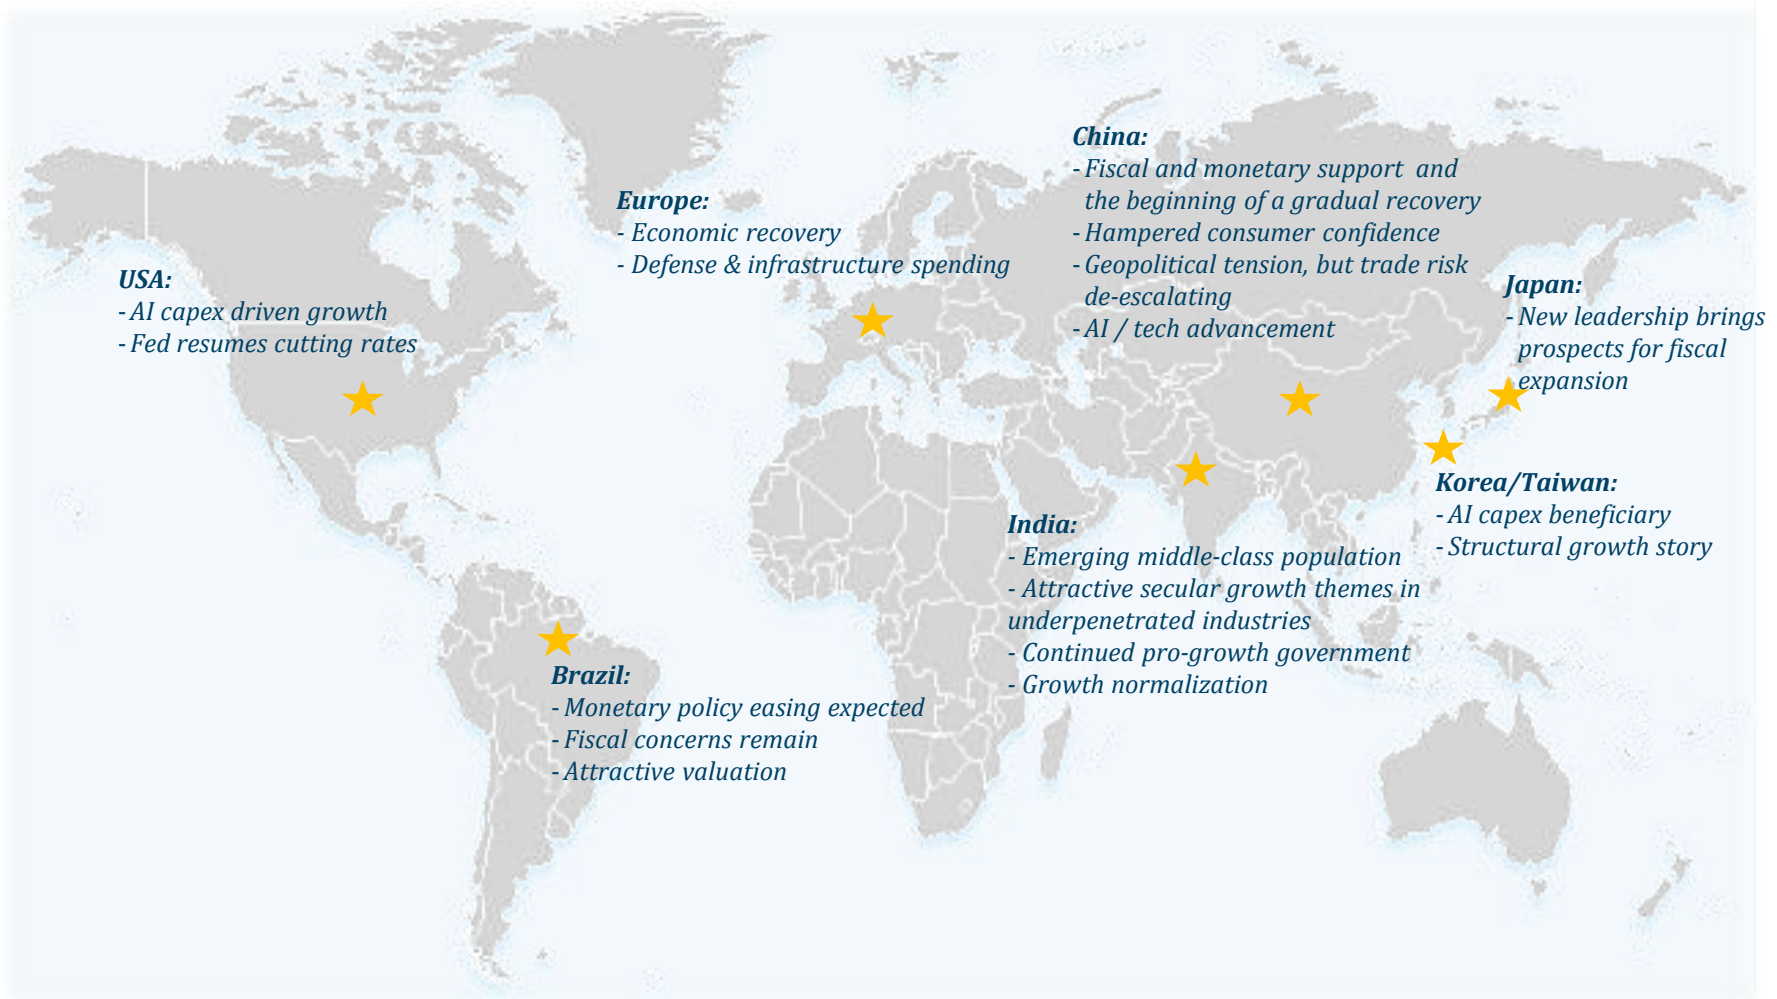 USA:
- AI capex driven growth
- Fed resumes cutting rates
Europe:
- Economic recovery
- Defense & infrastructure spending
China:
- Fiscal and monetary support and
the beginning of a gradual recovery
- Hampered consumer confidence
- Geopolitical tension, but trade risk
de-escalating
- AI / tech advancement
Japan:
- New leadership brings
prospects for fiscal
expansion
Korea/Taiwan:
- AI capex beneficiary
- Structural growth story
India:
- Emerging middle-class population
- Attractive secular growth themes in
underpenetrated industries
- Continued pro-growth government
- Growth normalization
Brazil:
- Monetary policy easing expected
- Fiscal concerns remain
- Attractive valuation